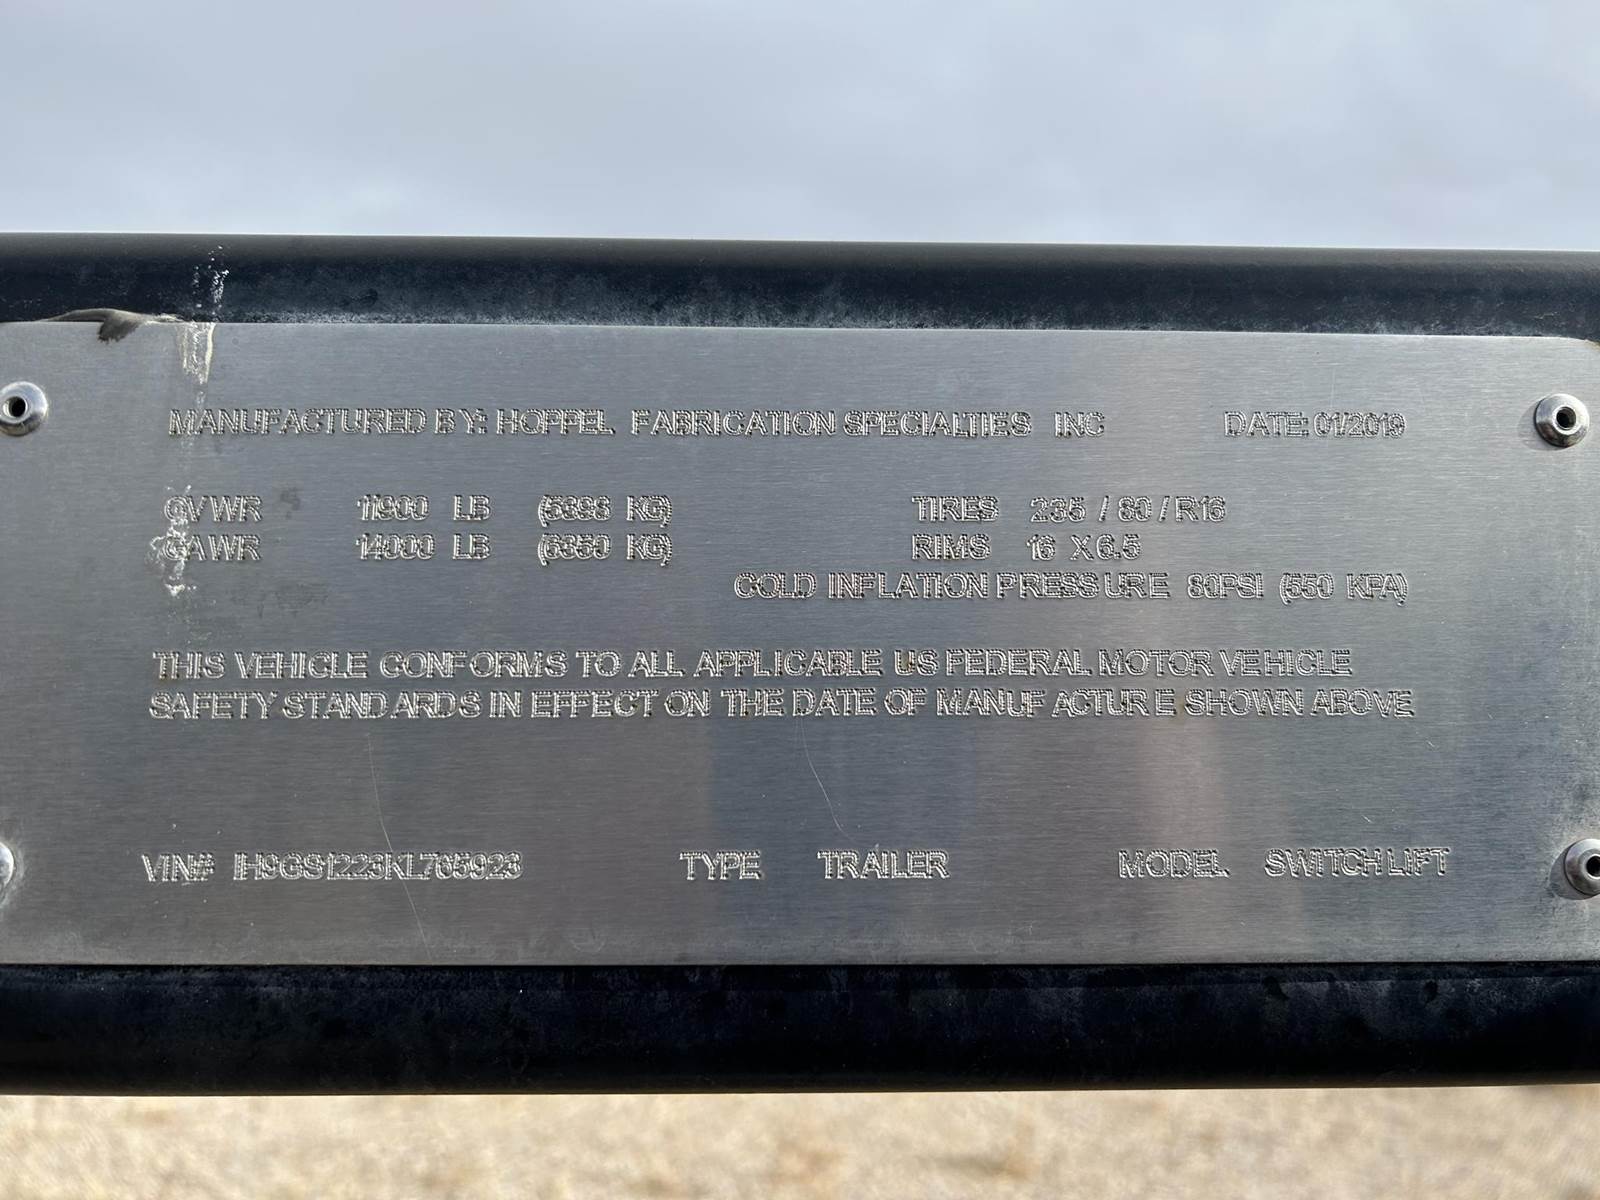 MANUFACTURED BY: HOPPEL FABRICATION SPECIALTIES INC DATE: 01/2019
GVWR 11900 LB (5398 KG) TIRES 235 / 80 / R16
GAWR 14000 LB (6350 KG) RIMS 16 X 6.5
COLD INFLATION PRESSURE 80PSI (550 KPA)
THIS VEHICLE CONFORMS TO ALL APPLICABLE US FEDERAL MOTOR VEHICLE
SAFETY STANDARDS IN EFFECT ON THE DATE OF MANUFACTURE SHOWN ABOVE
VIN# 1H9GS1223KL705923 TYPE TRAILER MODEL SWITCH LIFT